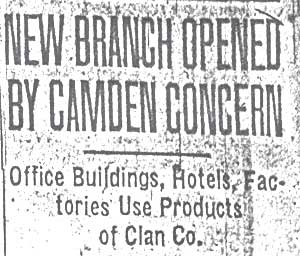 NEW BRANCH OPENED
BY CAMDEN CONCERN
Office Buildings, Hotels, Fac-
tories Use Products
of Clan Co.